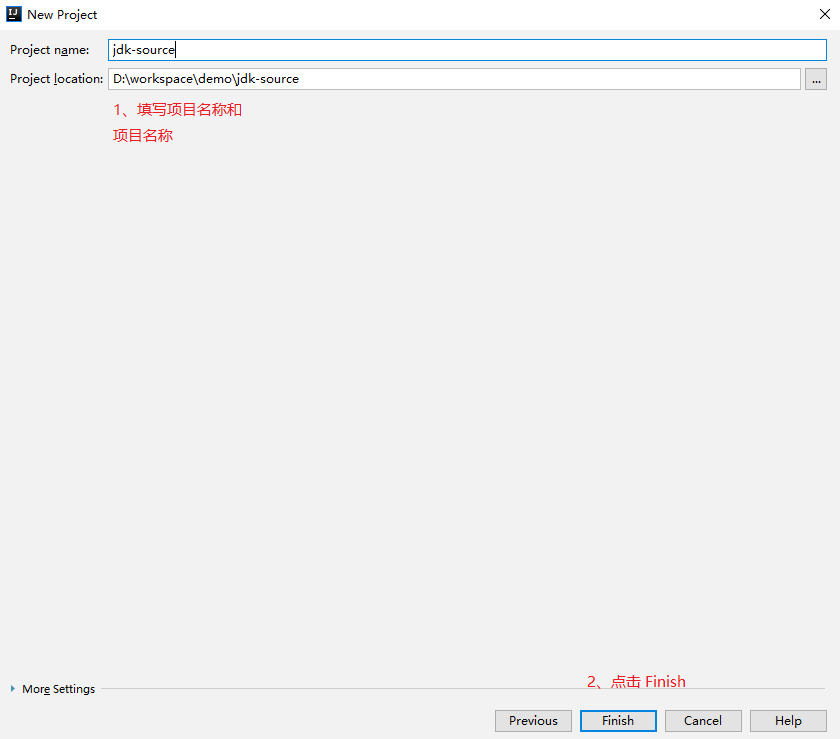 New Project
Project name: jdk-source
Project location: D:\workspace\demo\jdk-source ...
1、填写项目名称和
项目名称
2、点击 Finish
More Settings
Previous Finish Cancel Help